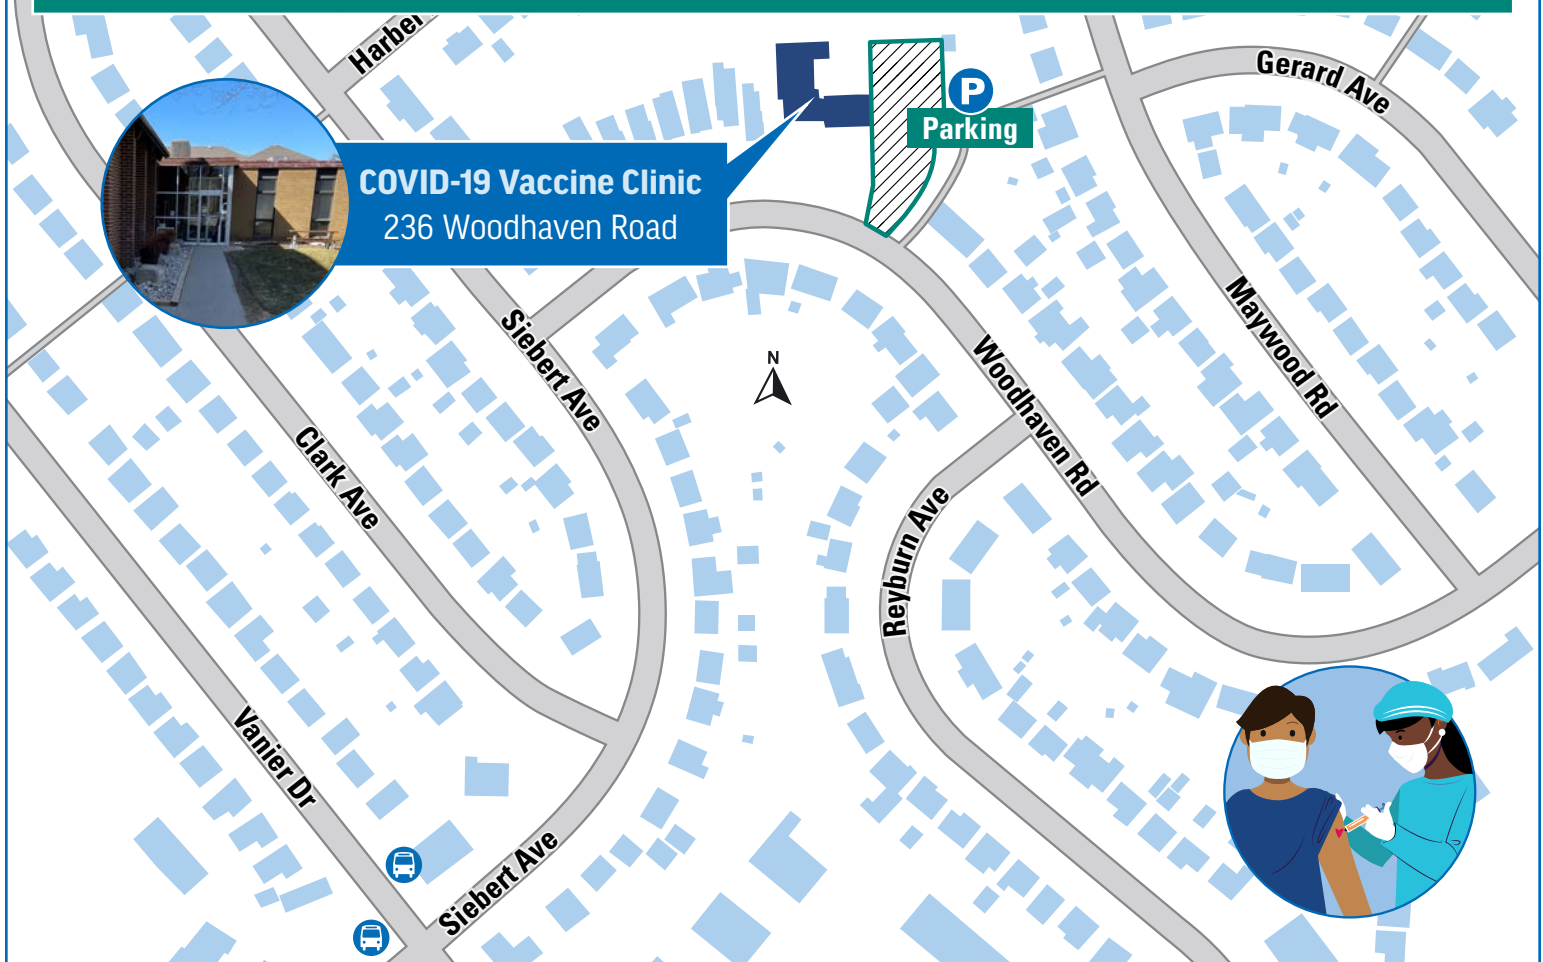 Harber
Gerard Ave
P
Parking
COVID-19 Vaccine Clinic
236 Woodhaven Road
Siebert Ave
N
Woodhaven Rd
Maywood Rd
Clark Ave
Reyburn Ave
Vanier Dr
Siebert Ave